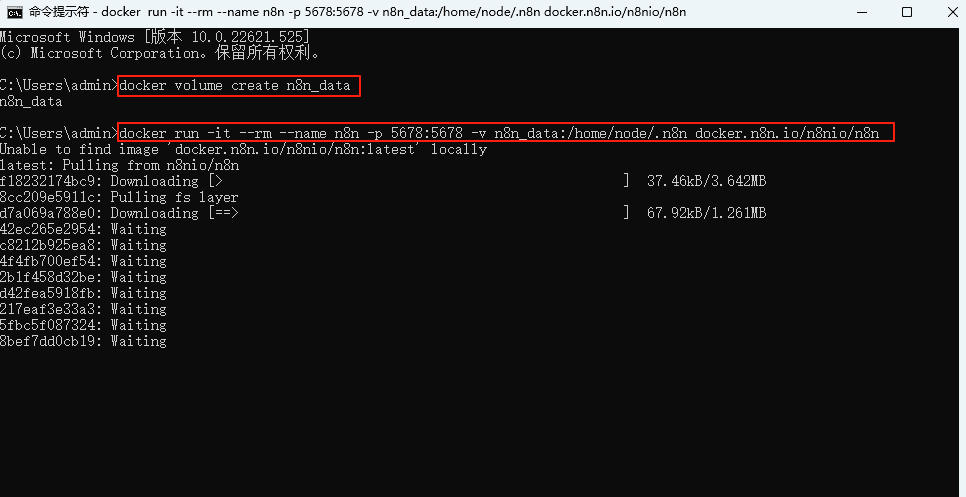 命令提示符 - docker run -it --rm --name n8n -p 5678:5678 -v n8n_data:/home/node/.n8n docker.n8n.io/n8nio/n8n
Microsoft Windows [版本 10.0.22621.525]
(c) Microsoft Corporation。保留所有权利。
C:\Users\admin>docker volume create n8n_data
n8n_data
C:\Users\admin>docker run -it --rm --name n8n -p 5678:5678 -v n8n_data:/home/node/.n8n docker.n8n.io/n8nio/n8n
Unable to find image 'docker.n8n.io/n8nio/n8n:latest' locally
latest: Pulling from n8nio/n8n
f18232174bc9: Downloading [> ] 37.46kB/3.642MB
8cc209e5911c: Pulling fs layer
d7a069a788e0: Downloading [==> ] 67.92kB/1.261MB
42ec265e2954: Waiting
c8212b925ea8: Waiting
4f4fb700ef54: Waiting
2b1f458d32be: Waiting
d42fea5918fb: Waiting
217eaf3e33a3: Waiting
5fbc5f087324: Waiting
8bef7dd0cb19: Waiting